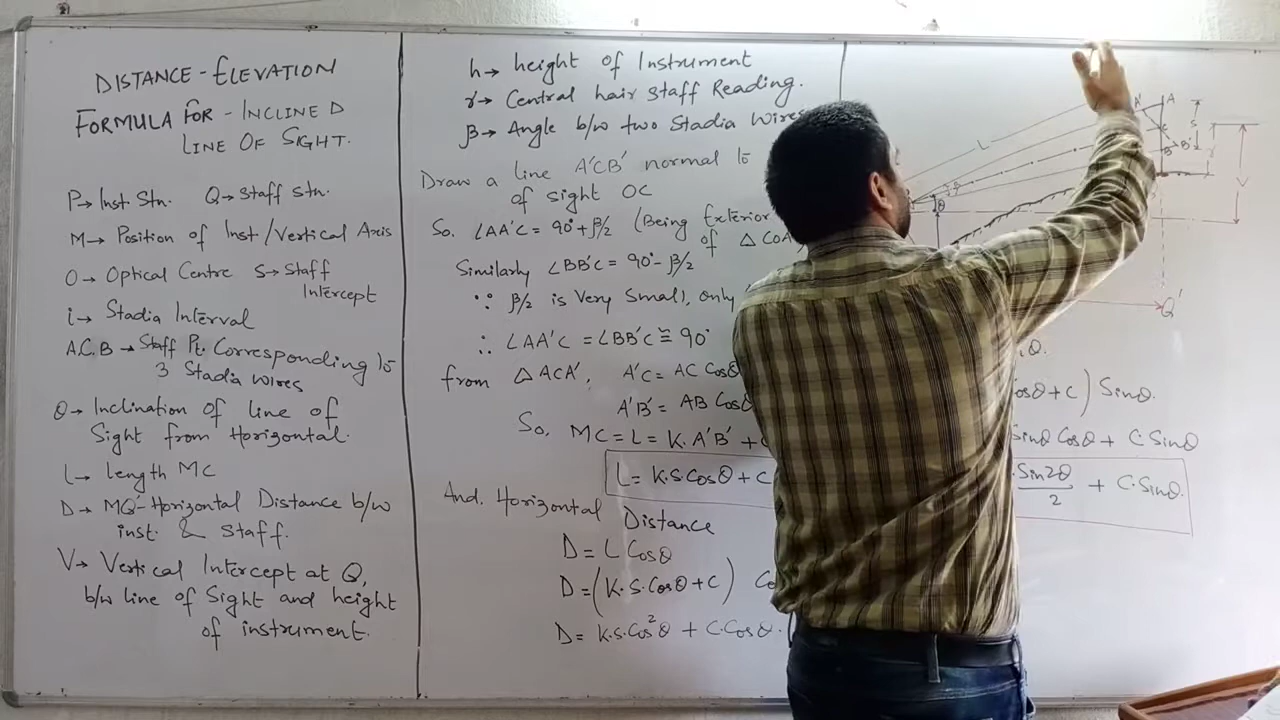 DISTANCE - ELEVATION
FORMULA FOR - INCLINED
LINE OF SIGHT.
P→ Inst. Stn. Q→ Staff Stn.
M→ Position of Inst/Vertical Axis
O→ Optical Centre S→ Staff
Intercept
i→ Stadia Interval
A.C.B → Staff Pt. Corresponding to
3 Stadia Wires
θ→ Inclination of line of
Sight from Horizontal.
L→ Length MC
D→ MQ'- Horizontal Distance b/w
inst. & Staff.
V→ Vertical Intercept at Q,
b/w line of Sight and height
of instrument.
h→ height of Instrument
r→ Central hair Staff Reading.
β→ Angle b/w two Stadia Wires
Draw a line A'CB' normal to
of sight OC
So. ∠AA'C = 90° + β/2 (Being Exterior
of △ COA
Similarly ∠BB'C = 90° - β/2
∵ β/2 is Very Small, only
∴ ∠AA'C = ∠BB'C ≅ 90°
from △ ACA', A'C = AC Cosθ
A'B' = AB Cosθ
So, MC = L = K.A'B' +
L = K.S.Cosθ + C
And. Horizontal Distance
D = L Cosθ
D = (K.S.Cosθ + C)
D = K.S.Cos²θ + C.Cosθ.
L
A' A
S
C
B B'
V
θ
Q'
θ.
Cosθ + C) Sinθ.
Sinθ Cosθ + C.Sinθ
Sin2θ/2 + C.Sinθ.